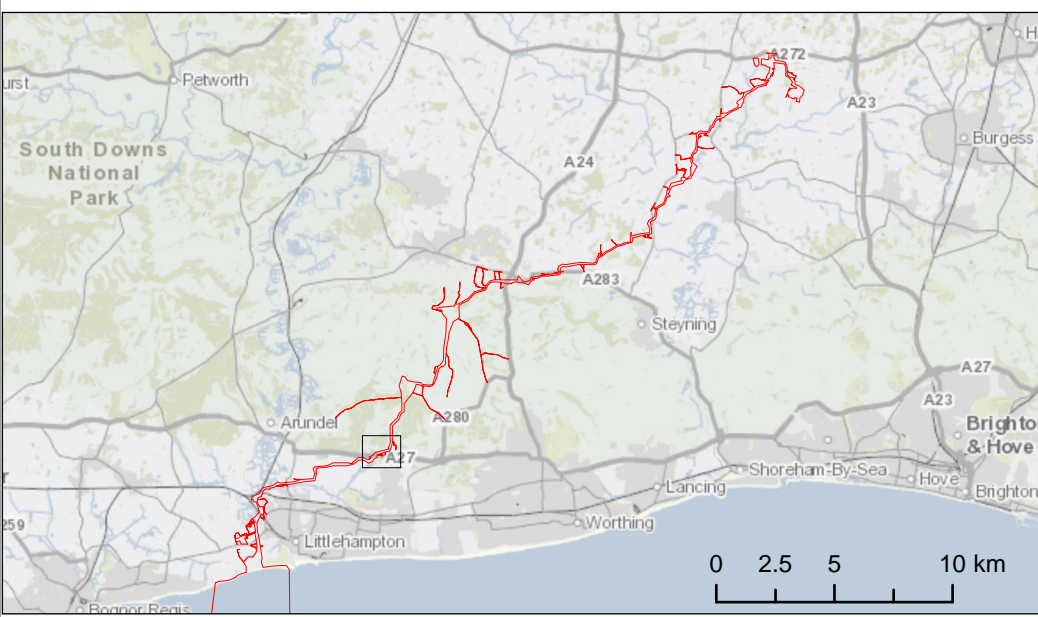 A272
H
urst
Petworth
A23
Burgess
South Downs
National
Park
A24
A283
Steyning
A27
A23
Arundel
A280
Brighto
& Hove
A27
r
Shoreham-By-Sea
Hove
Lancing
Brighton
259
Worthing
Littlehampton
0 2.5 5 10 km
Bognor Regis